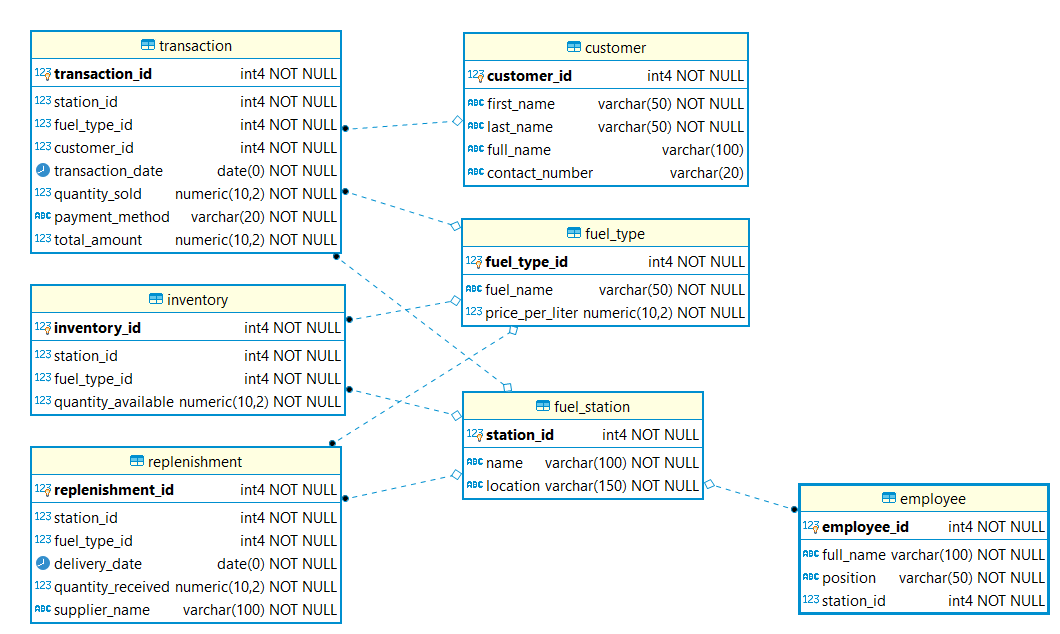 transaction
123 transaction_id int4 NOT NULL
123 station_id int4 NOT NULL
123 fuel_type_id int4 NOT NULL
123 customer_id int4 NOT NULL
transaction_date date(0) NOT NULL
123 quantity_sold numeric(10,2) NOT NULL
ABC payment_method varchar(20) NOT NULL
123 total_amount numeric(10,2) NOT NULL
customer
123 customer_id int4 NOT NULL
ABC first_name varchar(50) NOT NULL
ABC last_name varchar(50) NOT NULL
ABC full_name varchar(100)
ABC contact_number varchar(20)
fuel_type
123 fuel_type_id int4 NOT NULL
ABC fuel_name varchar(50) NOT NULL
123 price_per_liter numeric(10,2) NOT NULL
inventory
123 inventory_id int4 NOT NULL
123 station_id int4 NOT NULL
123 fuel_type_id int4 NOT NULL
123 quantity_available numeric(10,2) NOT NULL
fuel_station
123 station_id int4 NOT NULL
ABC name varchar(100) NOT NULL
ABC location varchar(150) NOT NULL
replenishment
123 replenishment_id int4 NOT NULL
123 station_id int4 NOT NULL
123 fuel_type_id int4 NOT NULL
delivery_date date(0) NOT NULL
123 quantity_received numeric(10,2) NOT NULL
ABC supplier_name varchar(100) NOT NULL
employee
123 employee_id int4 NOT NULL
ABC full_name varchar(100) NOT NULL
ABC position varchar(50) NOT NULL
123 station_id int4 NOT NULL